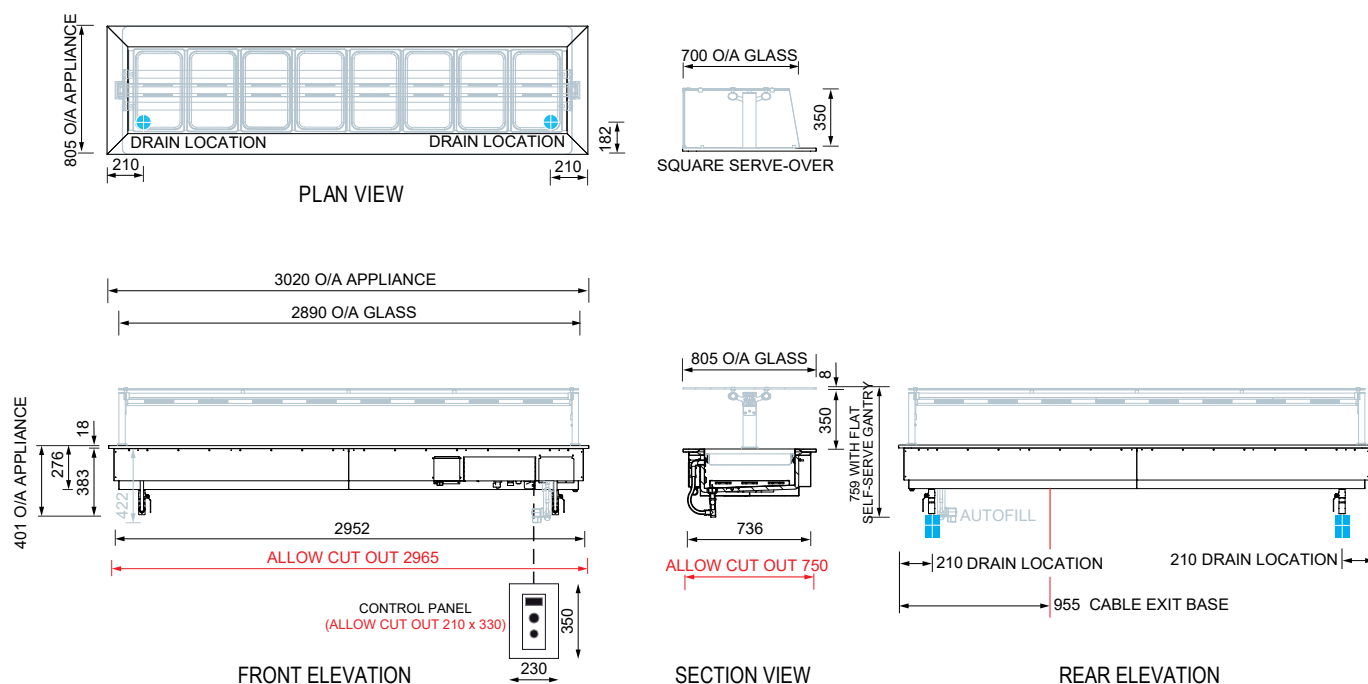 805 O/A APPLIANCE
DRAIN LOCATION
DRAIN LOCATION
182
210
210
PLAN VIEW
700 O/A GLASS
350
SQUARE SERVE-OVER
3020 O/A APPLIANCE
2890 O/A GLASS
401 O/A APPLIANCE
18
276
383
422
2952
ALLOW CUT OUT 2965
CONTROL PANEL
(ALLOW CUT OUT 210 x 330)
350
230
FRONT ELEVATION
805 O/A GLASS
8
350
759 WITH FLAT
SELF-SERVE GANTRY
736
ALLOW CUT OUT 750
SECTION VIEW
AUTOFILL
210 DRAIN LOCATION
210 DRAIN LOCATION
955 CABLE EXIT BASE
REAR ELEVATION